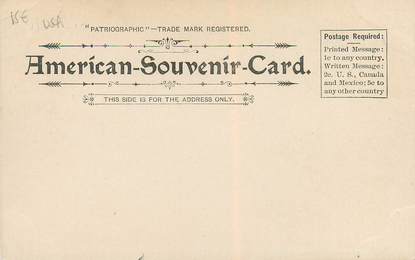 15E USA
"PATRIOGRAPHIC"—TRADE MARK REGISTERED.
American-Souvenir-Card.
THIS SIDE IS FOR THE ADDRESS ONLY.
Postage Required:
Printed Message:
1c to any country.
Written Message:
2c. U. S., Canada
and Mexico; 5c to
any other country